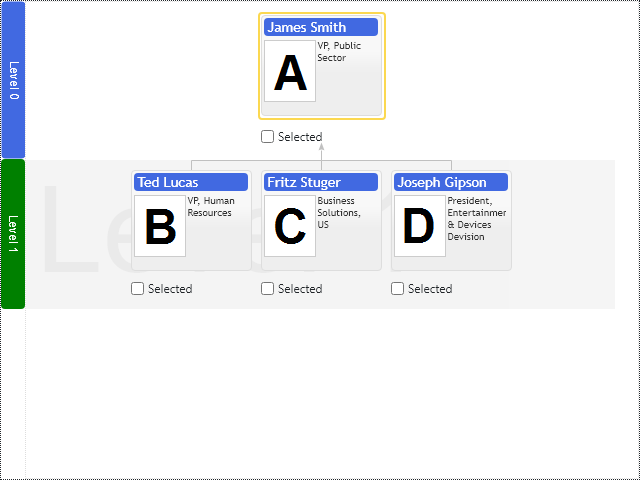 Level 0
James Smith
A
VP, Public
Sector
Selected
Level 1
Ted Lucas
B
VP, Human
Resources
Selected
Fritz Stuger
C
Business
Solutions,
US
Selected
Joseph Gipson
D
President,
Entertainmer
& Devices
Devision
Selected